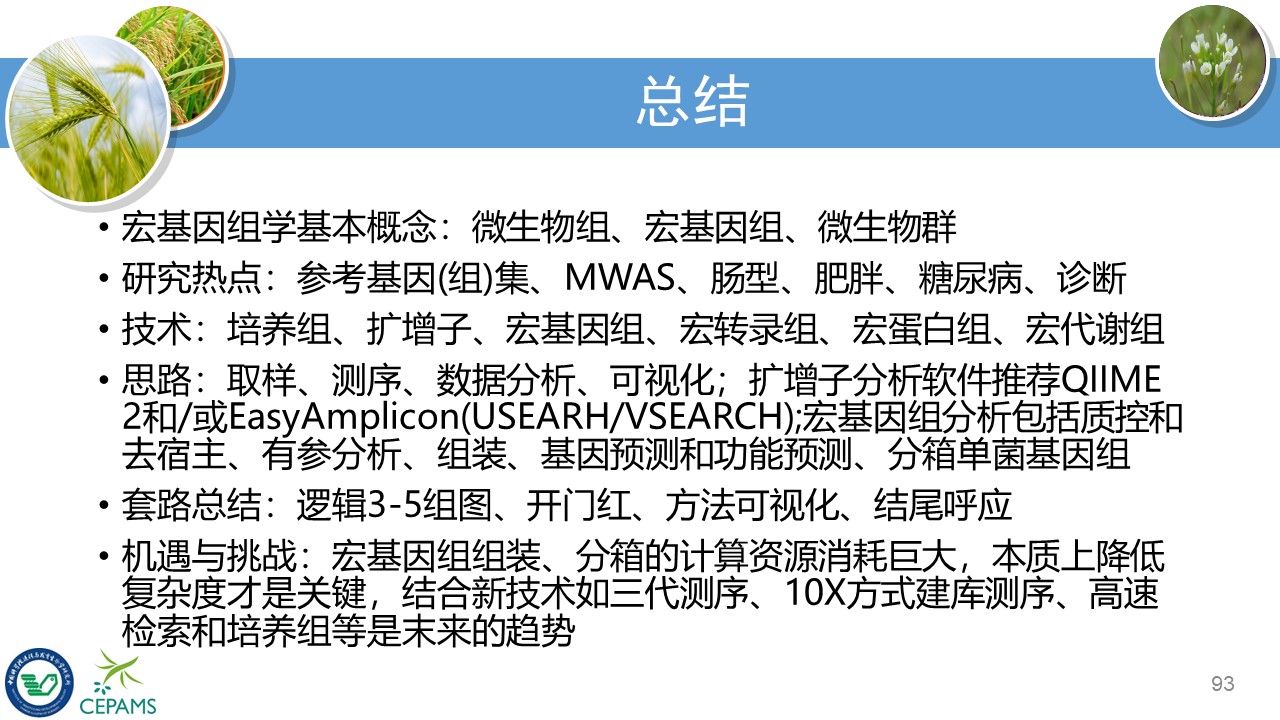 总结
• 宏基因组学基本概念：微生物组、宏基因组、微生物群
• 研究热点：参考基因(组)集、MWAS、肠型、肥胖、糖尿病、诊断
• 技术：培养组、扩增子、宏基因组、宏转录组、宏蛋白组、宏代谢组
• 思路：取样、测序、数据分析、可视化；扩增子分析软件推荐QIIME
2和/或EasyAmplicon(USEARH/VSEARCH);宏基因组分析包括质控和
去宿主、有参分析、组装、基因预测和功能预测、分箱单菌基因组
• 套路总结：逻辑3-5组图、开门红、方法可视化、结尾呼应
• 机遇与挑战：宏基因组组装、分箱的计算资源消耗巨大，本质上降低
复杂度才是关键，结合新技术如三代测序、10X方式建库测序、高速
检索和培养组等是未来的趋势
CEPAMS
93